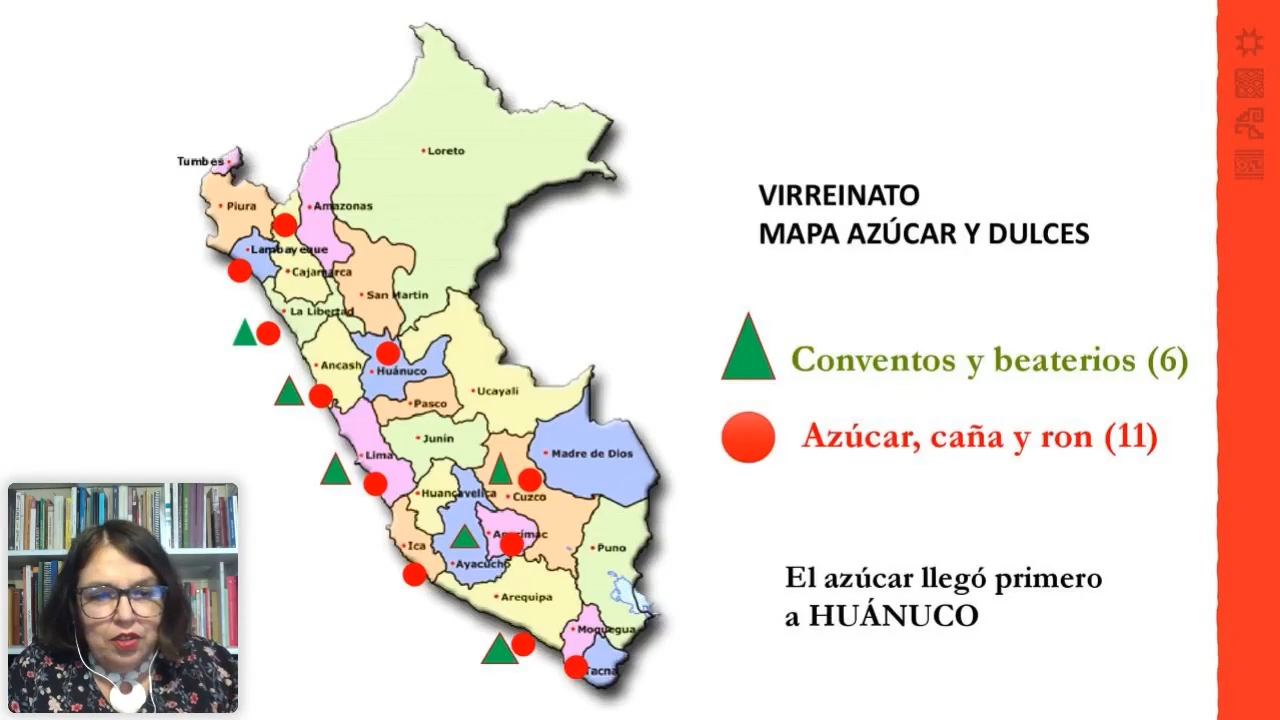 VIRREINATO
MAPA AZÚCAR Y DULCES
Conventos y beaterios (6)
Azúcar, caña y ron (11)
El azúcar llegó primero
a HUÁNUCO
Loreto
Tumbes
Piura
Amazonas
Lambayeque
Cajamarca
San Martin
La Libertad
Ancash
Huánuco
Ucayali
Pasco
Junín
Lima
Madre de Dios
Huancavelica
Cuzco
Apurimac
Ica
Puno
Ayacucho
Arequipa
Moquegua
Tacna